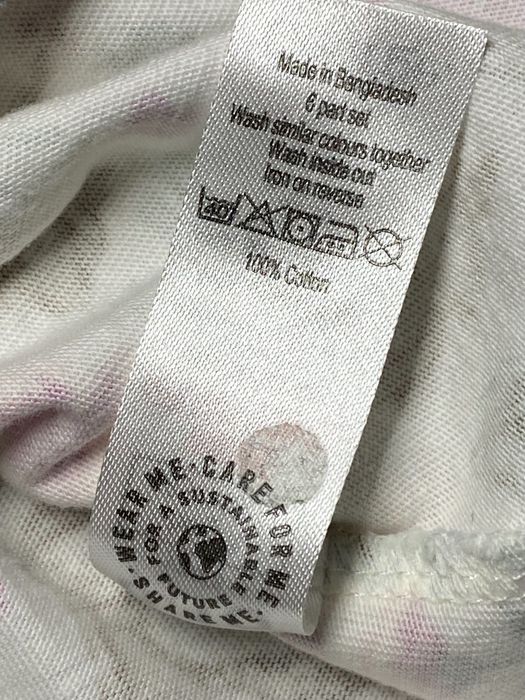 Made in Bangladesh
6 part set
Wash similar colours together
Wash inside out
Iron on reverse
40
100% Cotton
WEAR ME • CARE FOR ME • SHARE ME •
FOR A SUSTAINABLE FUTURE